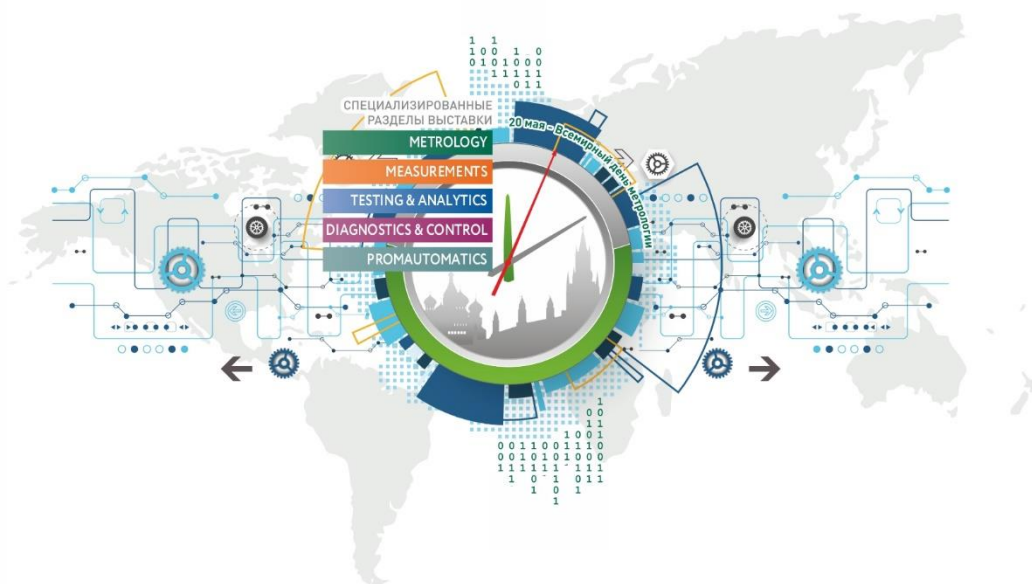 СПЕЦИАЛИЗИРОВАННЫЕ
РАЗДЕЛЫ ВЫСТАВКИ
METROLOGY
MEASUREMENTS
TESTING & ANALYTICS
DIAGNOSTICS & CONTROL
PROMAUTOMATICS
20 мая - Всемирный день метрологии